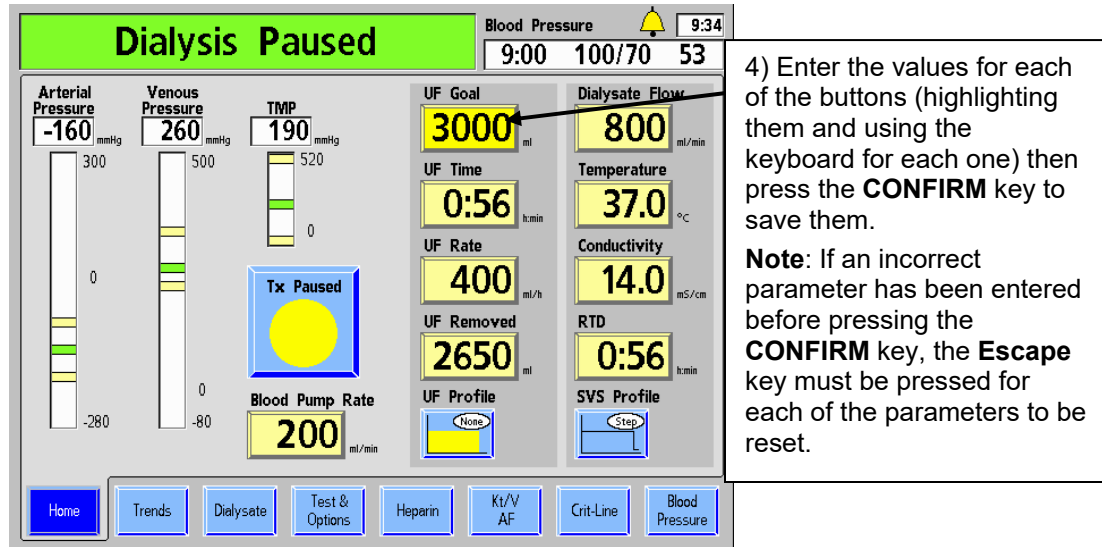 Dialysis Paused
Blood Pressure
9:34
9:00 100/70 53
Arterial Pressure
-160 mmHg
300
0
-280
Venous Pressure
260 mmHg
500
0
-80
TMP
190 mmHg
520
0
Tx Paused
Blood Pump Rate
200 ml/min
UF Goal
3000 ml
UF Time
0:56 h:min
UF Rate
400 ml/h
UF Removed
2650 ml
UF Profile
None
Dialysate Flow
800 ml/min
Temperature
37.0 °C
Conductivity
14.0 mS/cm
RTD
0:56 h:min
SVS Profile
Step
Home
Trends
Dialysate
Test &
Options
Heparin
Kt/V
AF
Crit-Line
Blood
Pressure
4) Enter the values for each
of the buttons (highlighting
them and using the
keyboard for each one) then
press the CONFIRM key to
save them.
Note: If an incorrect
parameter has been entered
before pressing the
CONFIRM key, the Escape
key must be pressed for
each of the parameters to be
reset.